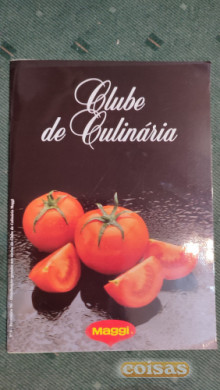 Clube
de Culinária
Maggi
coisas